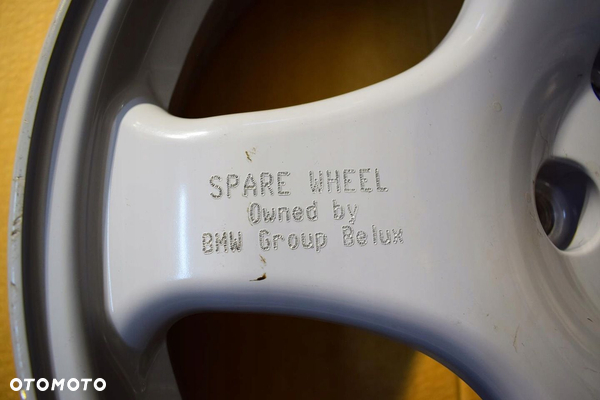 SPARE WHEEL
Owned by
BMW Group Belux
OTOMOTO